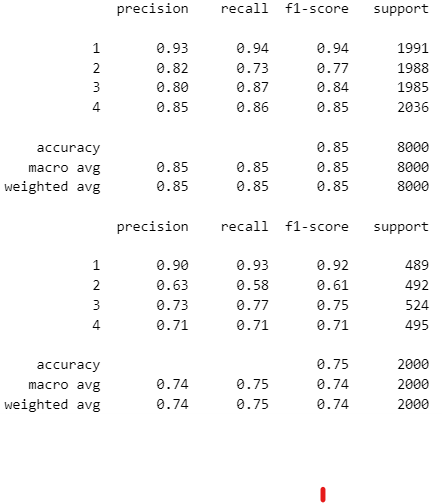 precision recall f1-score support
1 0.93 0.94 0.94 1991
2 0.82 0.73 0.77 1988
3 0.80 0.87 0.84 1985
4 0.85 0.86 0.85 2036
accuracy 0.85 8000
macro avg 0.85 0.85 0.85 8000
weighted avg 0.85 0.85 0.85 8000
precision recall f1-score support
1 0.90 0.93 0.92 489
2 0.63 0.58 0.61 492
3 0.73 0.77 0.75 524
4 0.71 0.71 0.71 495
accuracy 0.75 2000
macro avg 0.74 0.75 0.74 2000
weighted avg 0.74 0.75 0.74 2000